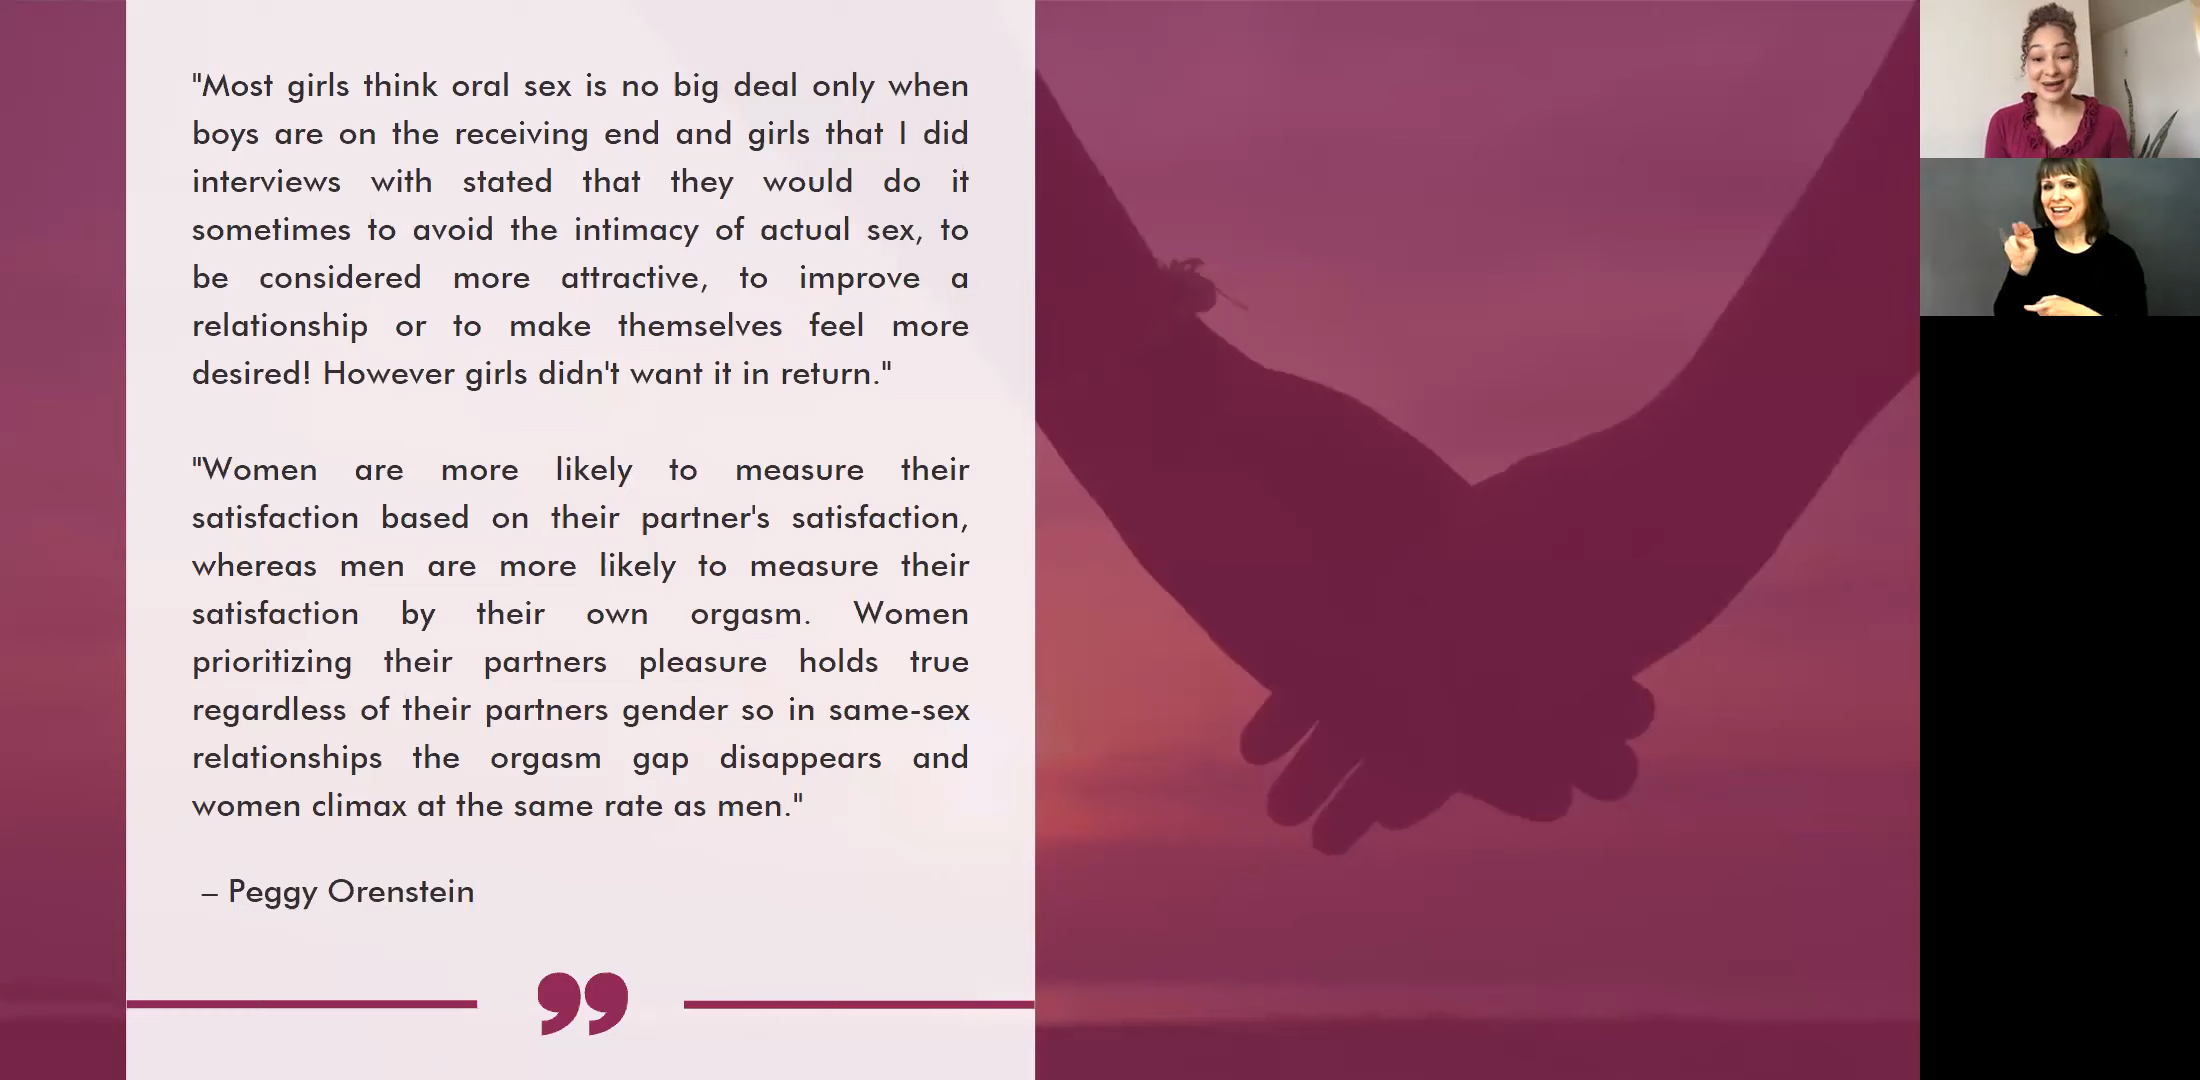 "Most girls think oral sex is no big deal only when
boys are on the receiving end and girls that I did
interviews with stated that they would do it
sometimes to avoid the intimacy of actual sex, to
be considered more attractive, to improve a
relationship or to make themselves feel more
desired! However girls didn't want it in return."
"Women are more likely to measure their
satisfaction based on their partner's satisfaction,
whereas men are more likely to measure their
satisfaction by their own orgasm. Women
prioritizing their partners pleasure holds true
regardless of their partners gender so in same-sex
relationships the orgasm gap disappears and
women climax at the same rate as men."
– Peggy Orenstein
”